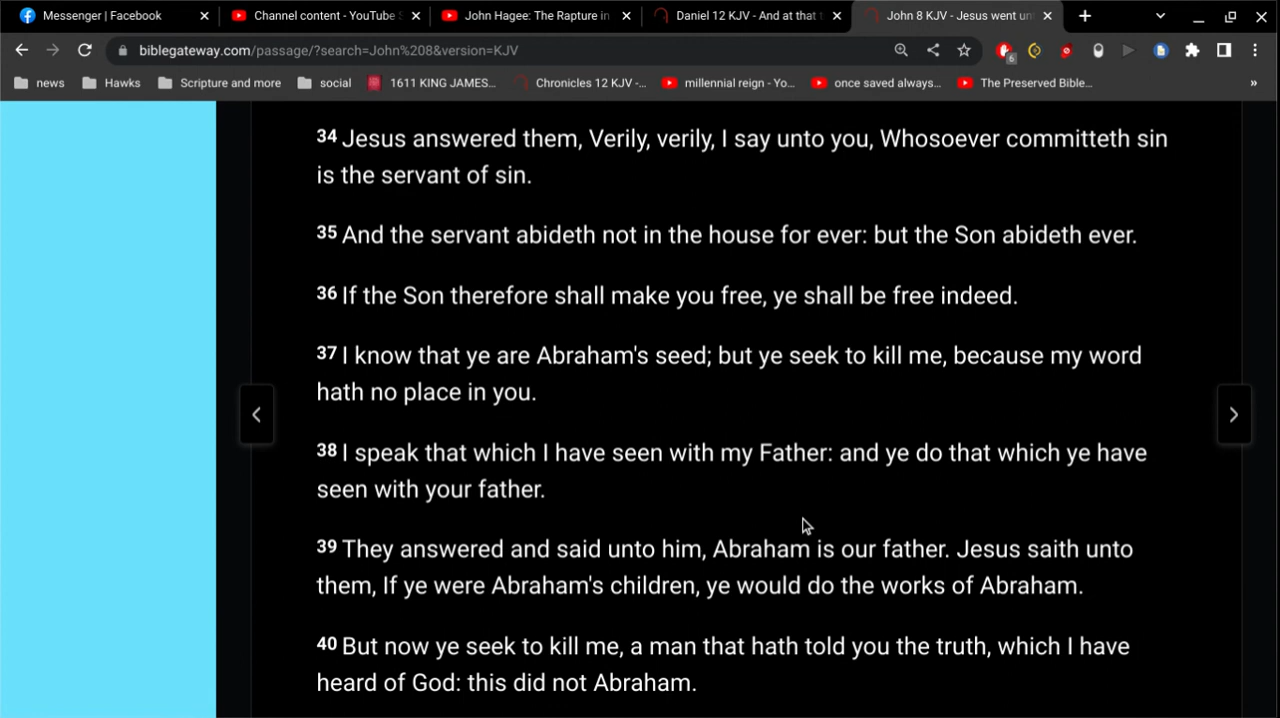 Messenger | Facebook
Channel content - YouTube S
John Hagee: The Rapture in
Daniel 12 KJV - And at that t
John 8 KJV - Jesus went un
biblegateway.com/passage/?search=John%208&version=KJV
6
news
Hawks
Scripture and more
social
1611 KING JAMES...
Chronicles 12 KJV -...
millennial reign - Yo...
once saved always...
The Preserved Bible...
»
34 Jesus answered them, Verily, verily, I say unto you, Whosoever committeth sin
is the servant of sin.
35 And the servant abideth not in the house for ever: but the Son abideth ever.
36 If the Son therefore shall make you free, ye shall be free indeed.
37 I know that ye are Abraham's seed; but ye seek to kill me, because my word
hath no place in you.
38 I speak that which I have seen with my Father: and ye do that which ye have
seen with your father.
39 They answered and said unto him, Abraham is our father. Jesus saith unto
them, If ye were Abraham's children, ye would do the works of Abraham.
40 But now ye seek to kill me, a man that hath told you the truth, which I have
heard of God: this did not Abraham.